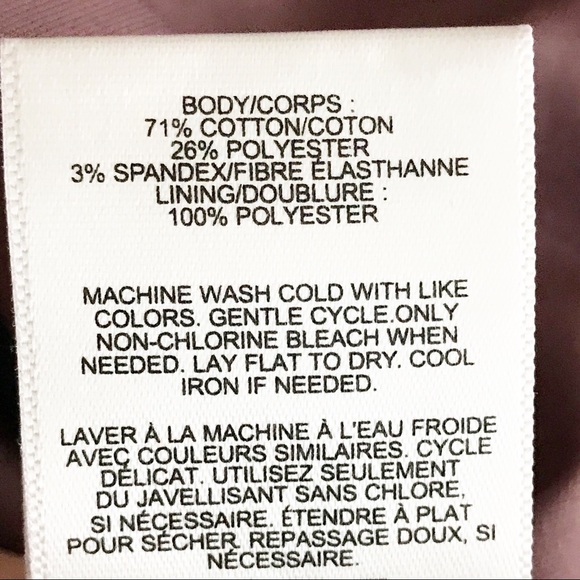 BODY/CORPS :
71% COTTON/COTON
26% POLYESTER
3% SPANDEX/FIBRE ÉLASTHANNE
LINING/DOUBLURE :
100% POLYESTER
MACHINE WASH COLD WITH LIKE
COLORS. GENTLE CYCLE.ONLY
NON-CHLORINE BLEACH WHEN
NEEDED. LAY FLAT TO DRY. COOL
IRON IF NEEDED.
LAVER À LA MACHINE À L'EAU FROIDE
AVEC COULEURS SIMILAIRES. CYCLE
DÉLICAT. UTILISEZ SEULEMENT
DU JAVELLISANT SANS CHLORE,
SI NÉCESSAIRE. ÉTENDRE À PLAT
POUR SÉCHER. REPASSAGE DOUX, SI
NÉCESSAIRE.